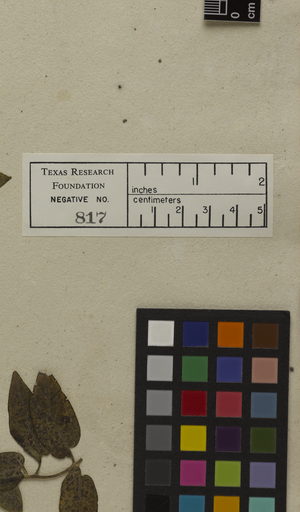 0
cm
TEXAS RESEARCH
FOUNDATION
NEGATIVE NO.
817
1 2
inches
centimeters
1 2 3 4 5